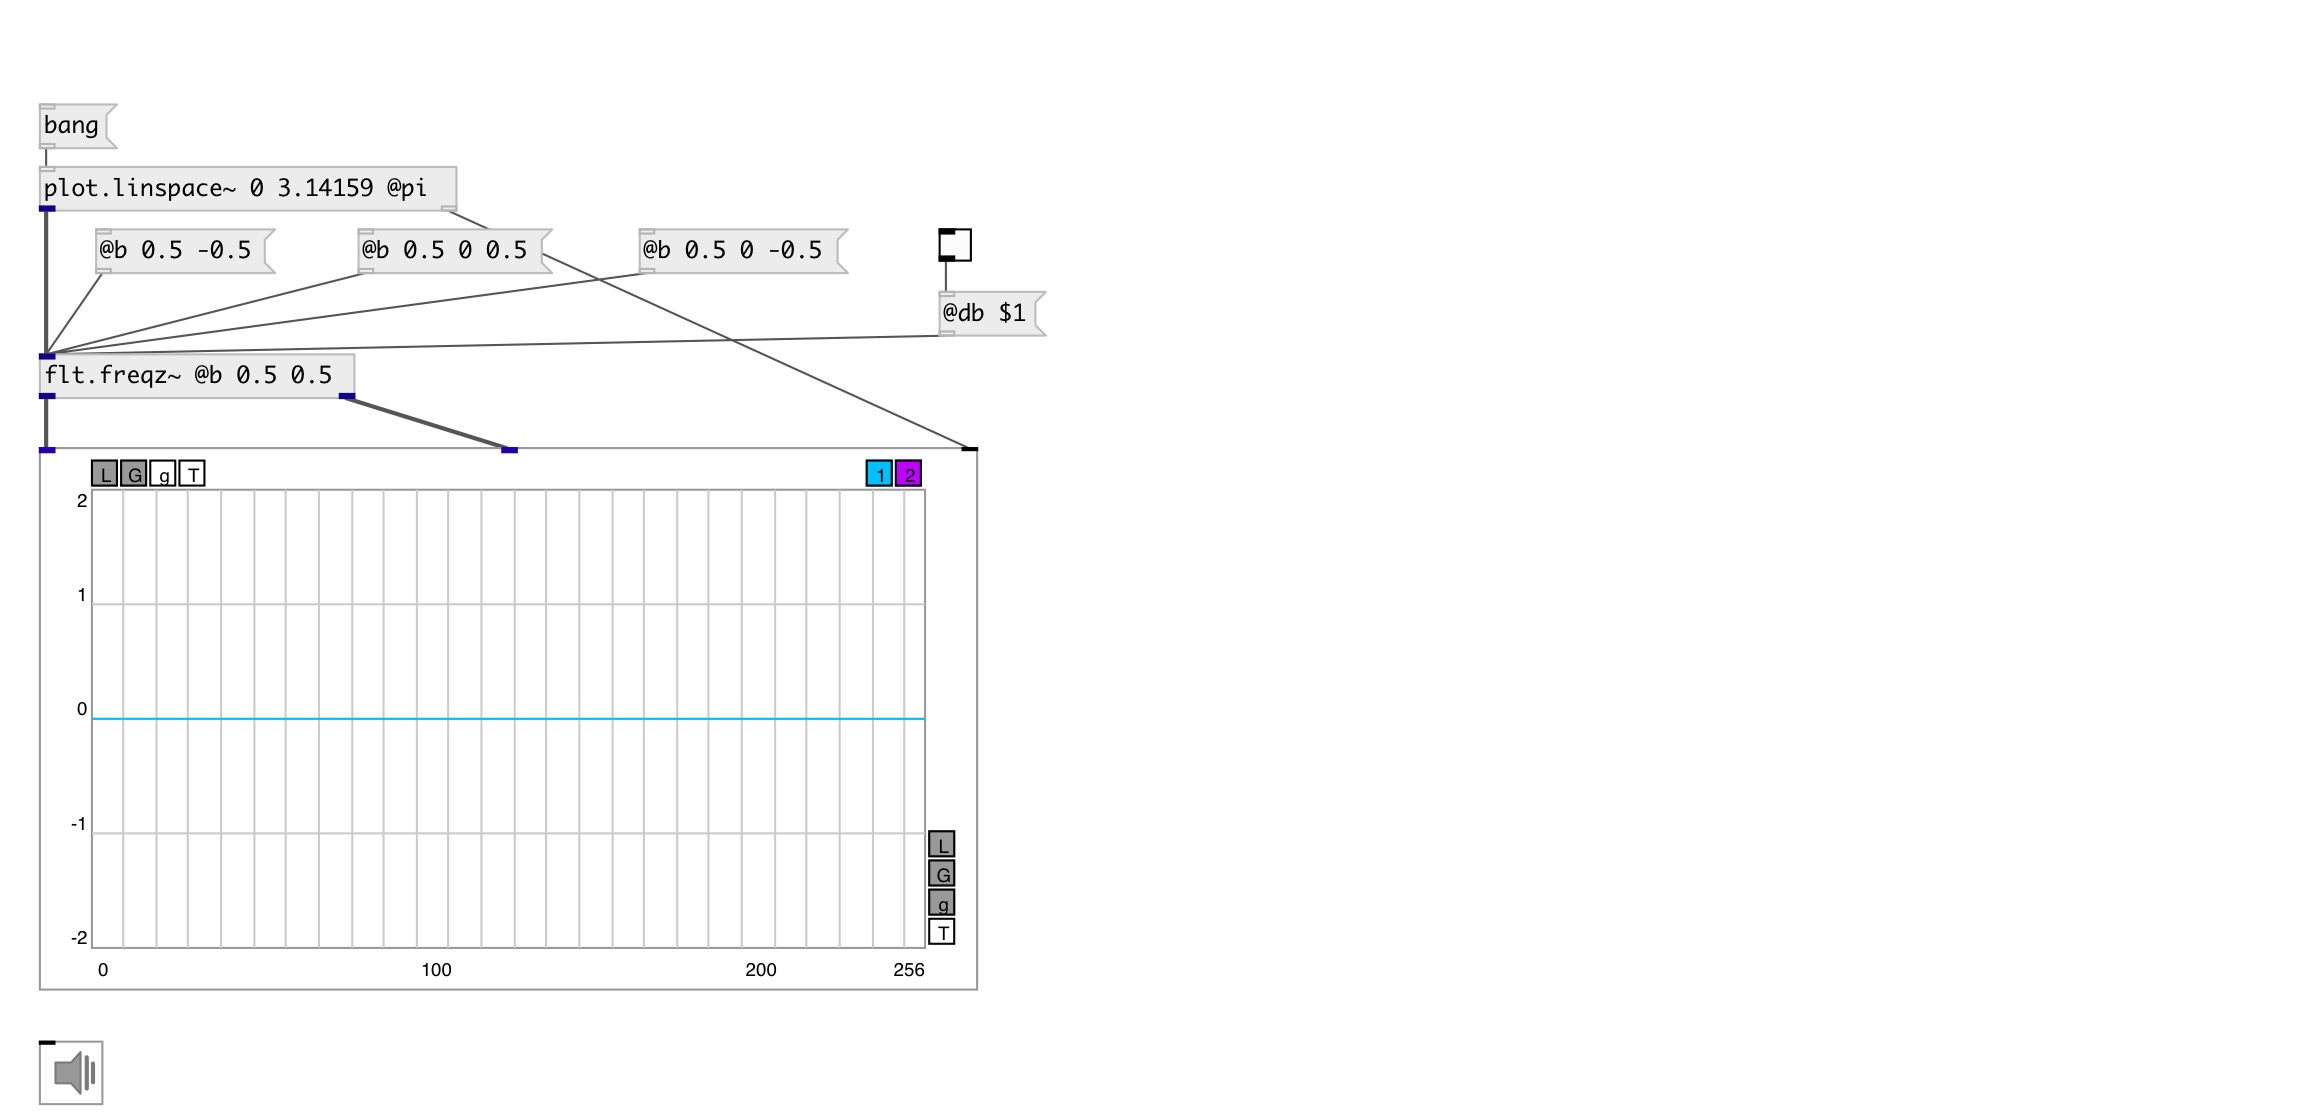 bang
plot.linspace~ 0 3.14159 @pi
@b 0.5 -0.5
@b 0.5 0 0.5
@b 0.5 0 -0.5
@db $1
flt.freqz~ @b 0.5 0.5
L G g T
1 2
2
1
0
-1
-2
L
G
g
T
0 100 200 256